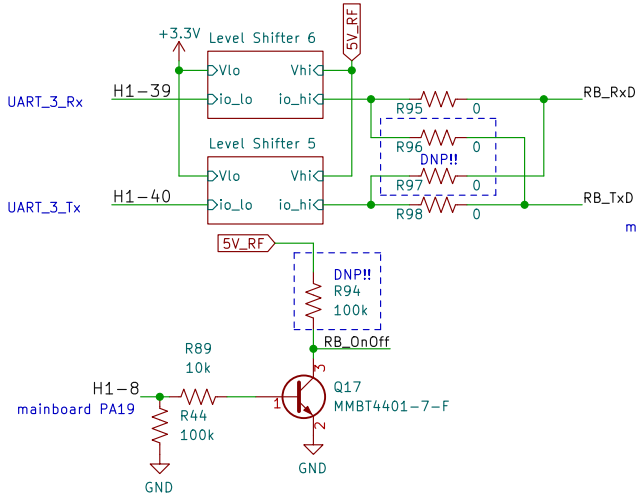 +3.3V
Level Shifter 6
5V_RF
Vlo
Vhi
H1-39
UART_3_Rx
io_lo
io_hi
R95
0
RB_RxD
R96
0
Level Shifter 5
DNP!!
Vlo
Vhi
R97
0
H1-40
UART_3_Tx
io_lo
io_hi
R98
0
RB_TxD
m
5V_RF
DNP!!
R94
100k
RB_OnOff
R89
10k
3
Q17
H1-8
MMBT4401-7-F
mainboard PA19
1
R44
100k
2
GND
GND